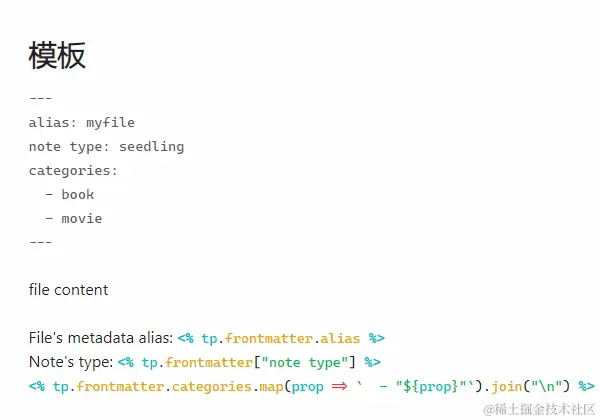 模板
---
alias: myfile
note type: seedling
categories:
  - book
  - movie
---
file content
File's metadata alias: <% tp.frontmatter.alias %>
Note's type: <% tp.frontmatter["note type"] %>
<% tp.frontmatter.categories.map(prop => `  - "${prop}"`).join("\n") %>
@稀土掘金技术社区